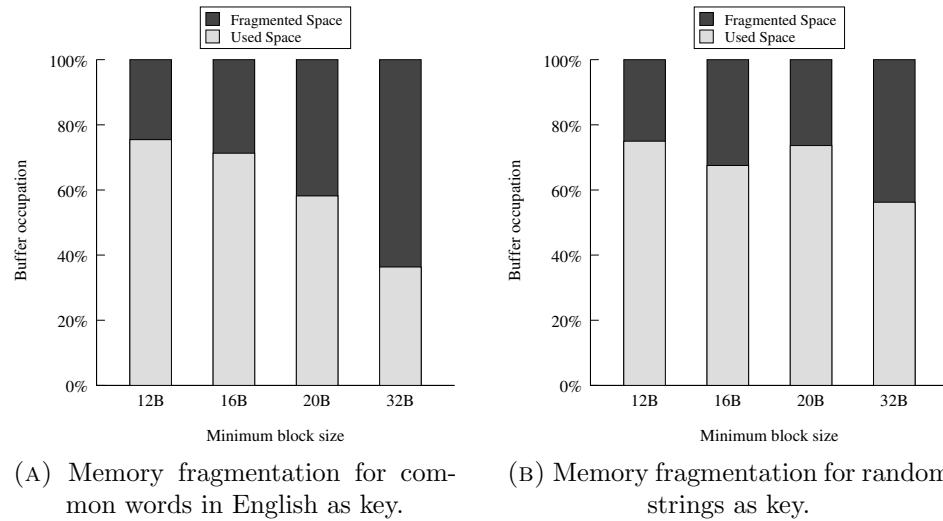 Fragmented Space
Used Space
100%
80%
60%
40%
20%
0%
Buffer occupation
12B 16B 20B 32B
Minimum block size
(A) Memory fragmentation for com-
mon words in English as key.
Fragmented Space
Used Space
100%
80%
60%
40%
20%
0%
Buffer occupation
12B 16B 20B 32B
Minimum block size
(B) Memory fragmentation for random
strings as key.